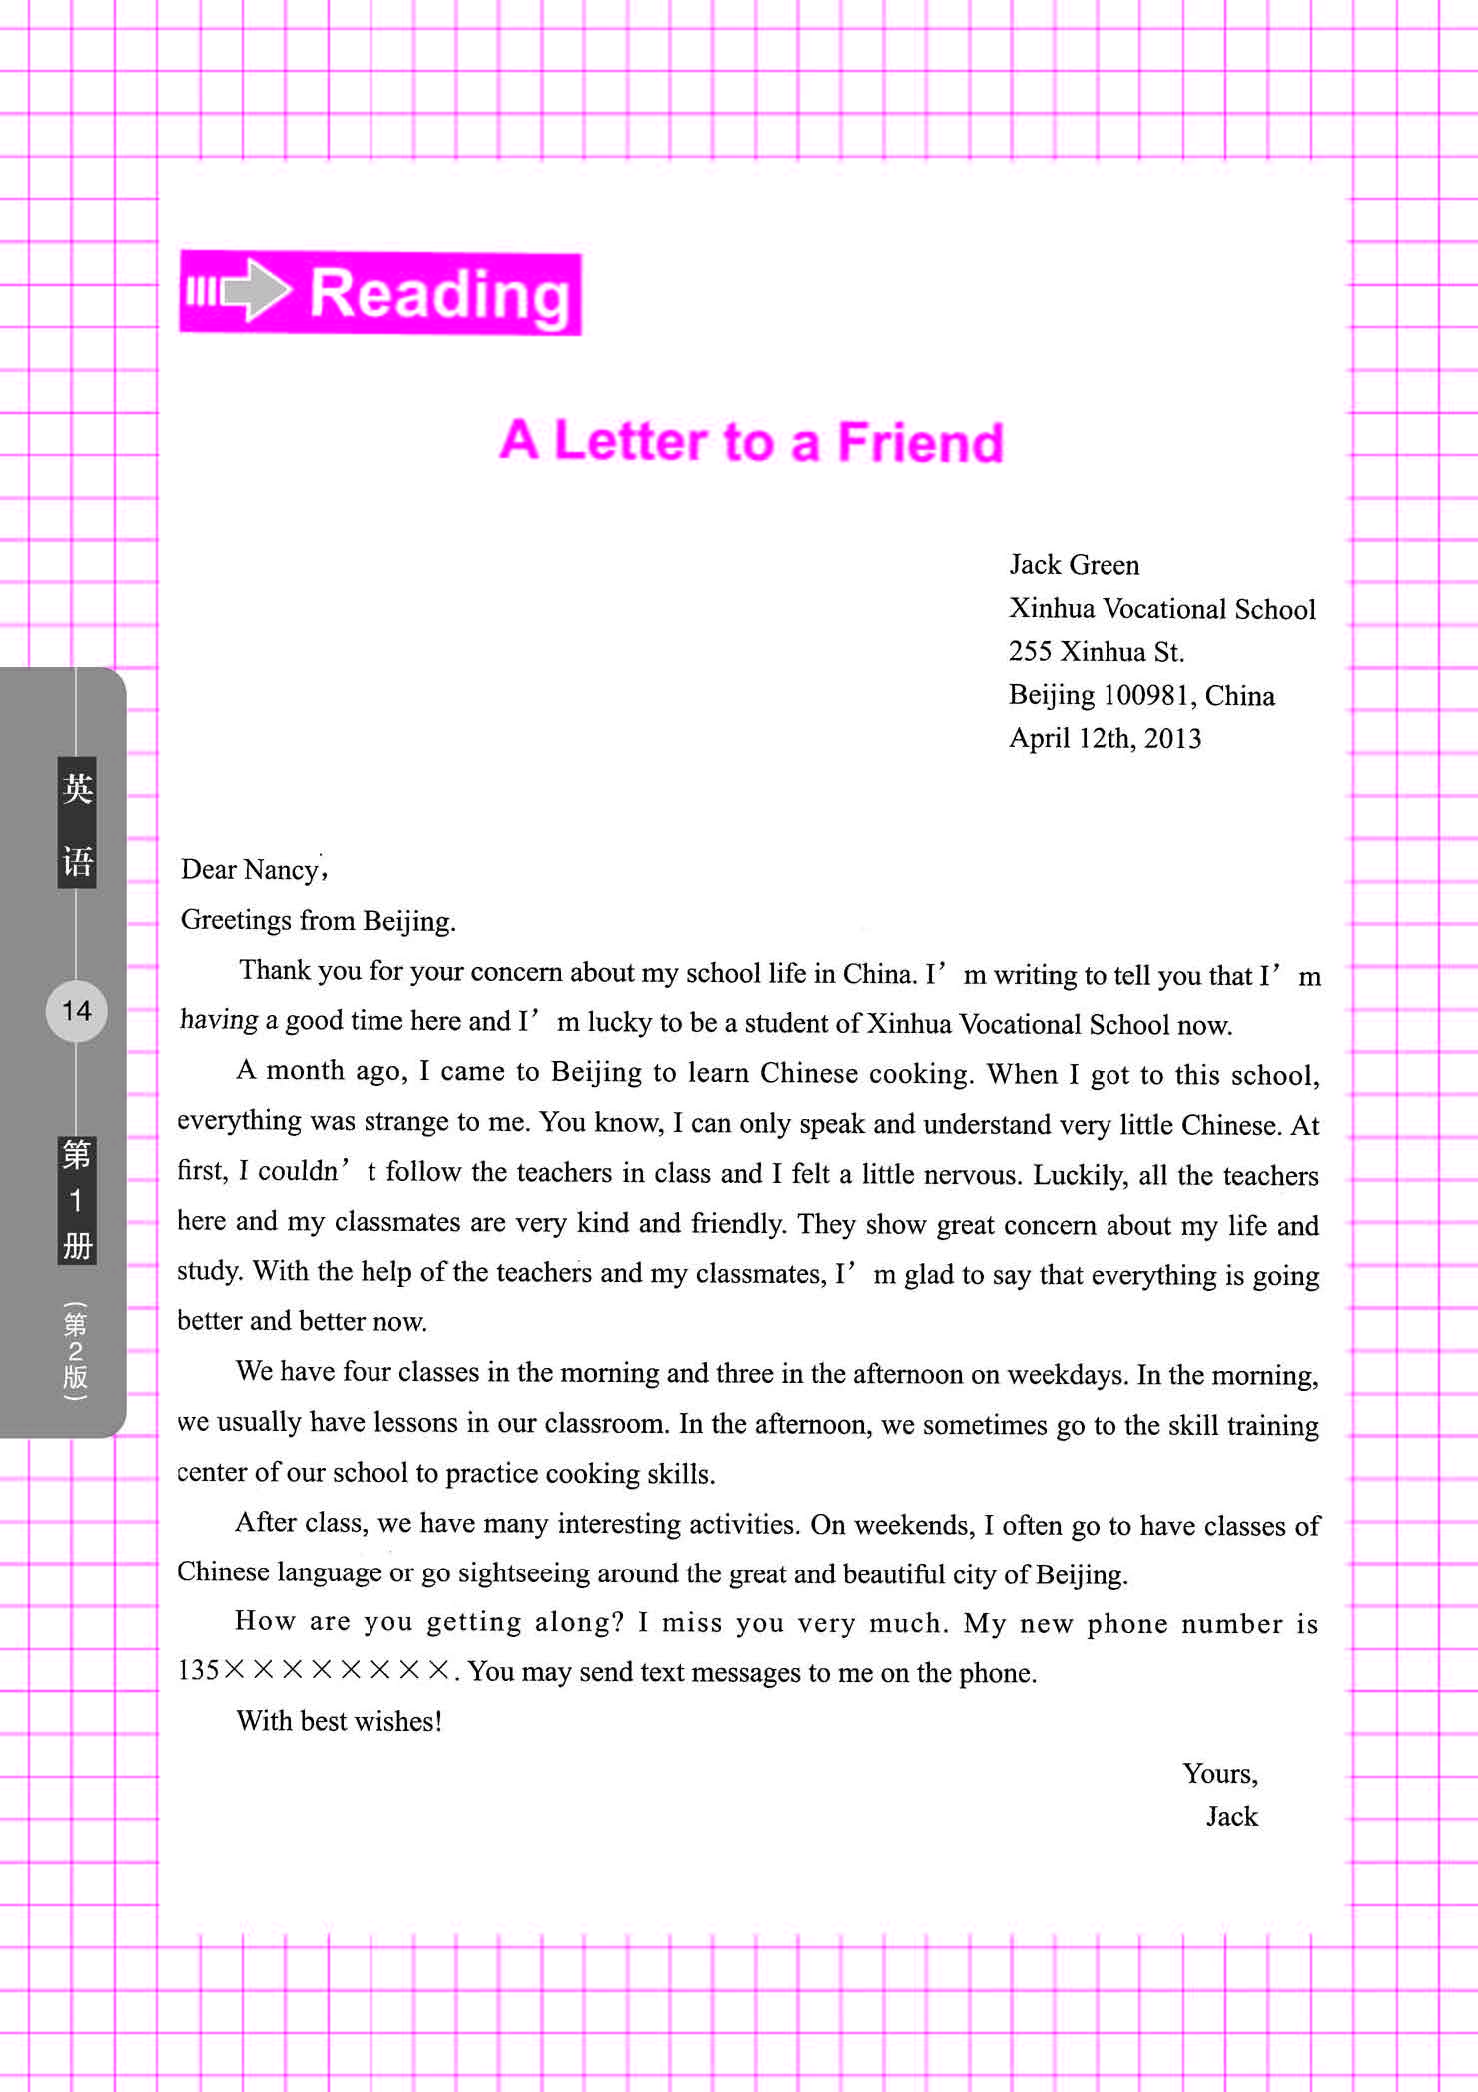 Reading
A Letter to a Friend
Jack Green
Xinhua Vocational School
255 Xinhua St.
Beijing 100981, China
April 12th, 2013
Dear Nancy,
Greetings from Beijing.
Thank you for your concern about my school life in China. I’m writing to tell you that I’m
having a good time here and I’m lucky to be a student of Xinhua Vocational School now.
A month ago, I came to Beijing to learn Chinese cooking. When I got to this school,
everything was strange to me. You know, I can only speak and understand very little Chinese. At
first, I couldn’t follow the teachers in class and I felt a little nervous. Luckily, all the teachers
here and my classmates are very kind and friendly. They show great concern about my life and
study. With the help of the teachers and my classmates, I’m glad to say that everything is going
better and better now.
We have four classes in the morning and three in the afternoon on weekdays. In the morning,
we usually have lessons in our classroom. In the afternoon, we sometimes go to the skill training
center of our school to practice cooking skills.
After class, we have many interesting activities. On weekends, I often go to have classes of
Chinese language or go sightseeing around the great and beautiful city of Beijing.
How are you getting along? I miss you very much. My new phone number is
135××××××××. You may send text messages to me on the phone.
With best wishes!
Yours,
Jack
英语
14
第1册
（第2版）